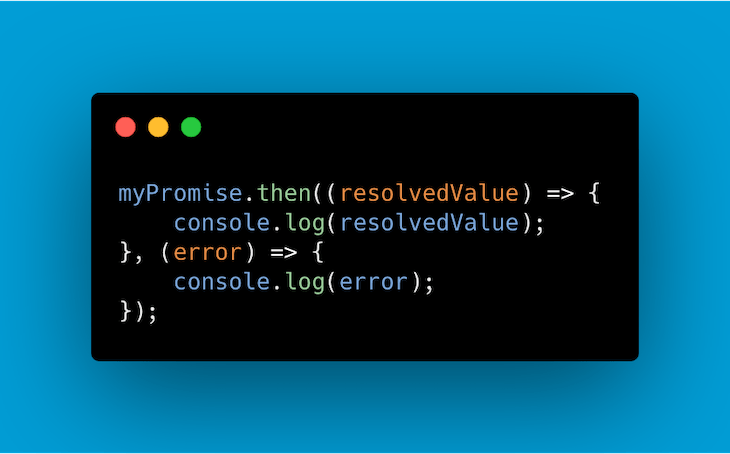 myPromise.then((resolvedValue) => {
    console.log(resolvedValue);
}, (error) => {
    console.log(error);
});